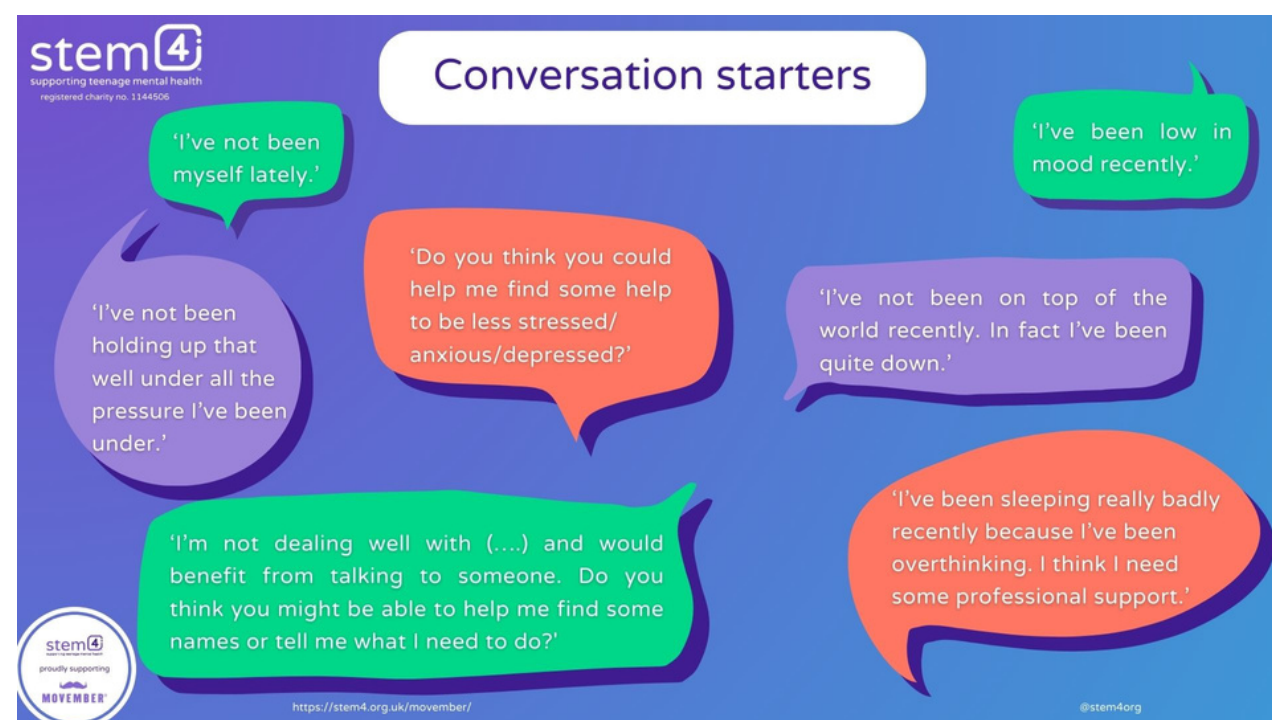 stem4
supporting teenage mental health
registered charity no. 1144506
Conversation starters
‘I’ve not been
myself lately.’
‘I’ve been low in
mood recently.’
‘I’ve not been
holding up that
well under all the
pressure I’ve been
under.’
‘Do you think you could
help me find some help
to be less stressed/
anxious/depressed?’
‘I’ve not been on top of the
world recently. In fact I’ve been
quite down.’
‘I’m not dealing well with (....) and would
benefit from talking to someone. Do you
think you might be able to help me find some
names or tell me what I need to do?'
‘I’ve been sleeping really badly
recently because I’ve been
overthinking. I think I need
some professional support.’
stem4
supporting teenage mental health
proudly supporting
MOVEMBER®
https://stem4.org.uk/movember/
@stem4org